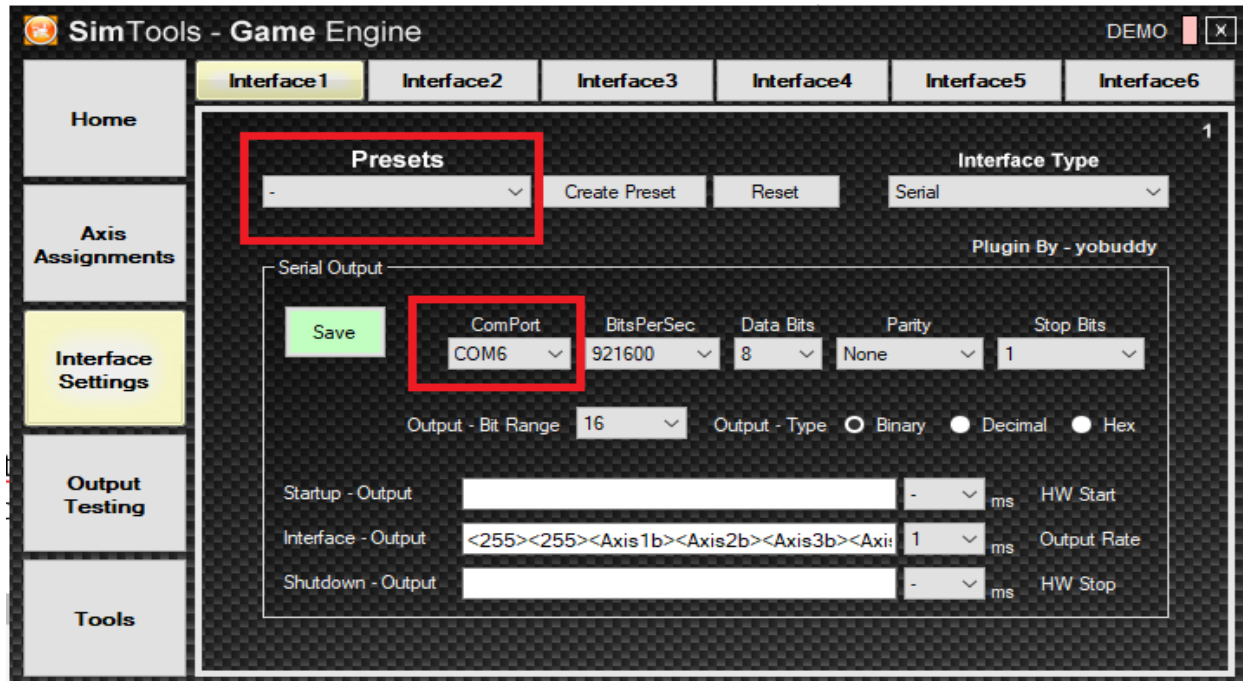 SimTools - Game Engine
DEMO X
Interface1 Interface2 Interface3 Interface4 Interface5 Interface6
Home
Axis
Assignments
Interface
Settings
Output
Testing
Tools
1
Presets
Interface Type
- Create Preset Reset Serial
Plugin By - yobuddy
Serial Output
Save
ComPort BitsPerSec Data Bits Parity Stop Bits
COM6 921600 8 None 1
Output - Bit Range 16 Output - Type Binary Decimal Hex
Startup - Output - ms HW Start
Interface - Output <255><255><Axis1b><Axis2b><Axis3b><Axis 1 ms Output Rate
Shutdown - Output - ms HW Stop